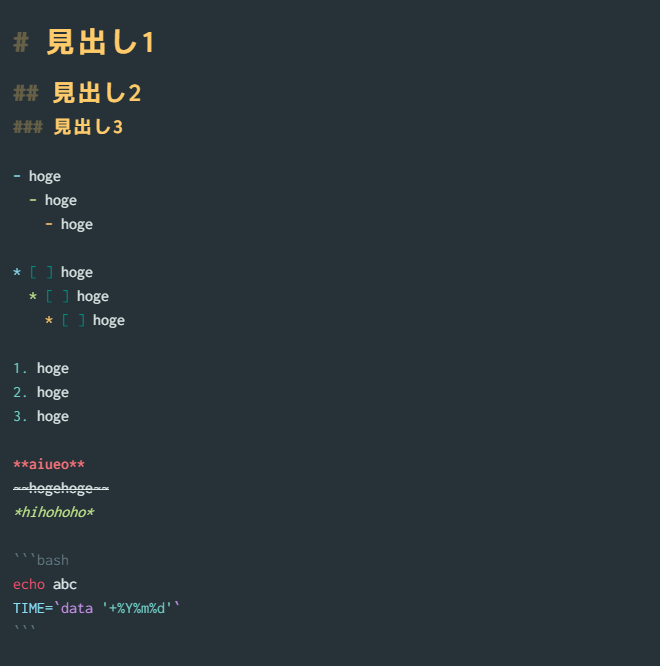 # 見出し1
## 見出し2
### 見出し3
- hoge
- hoge
- hoge
* [ ] hoge
* [ ] hoge
* [ ] hoge
1. hoge
2. hoge
3. hoge
**aiueo**
~~hogehoge~~
*hihohoho*
```bash
echo abc
TIME=`data '+%Y%m%d'`
```